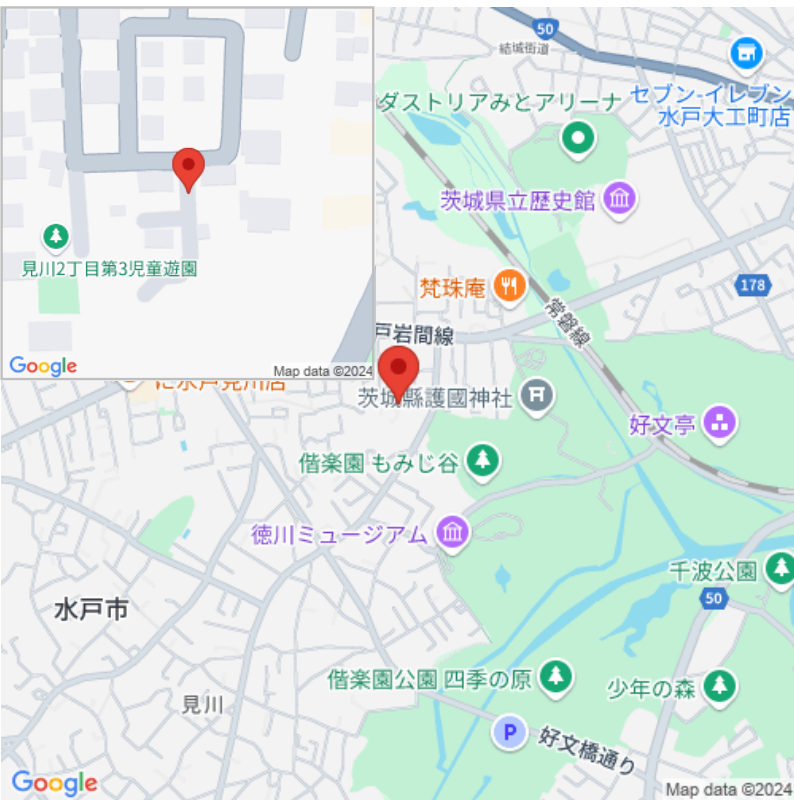 見川2丁目第3児童遊園
Google
Map data ©2024
50
結城街道
セブン-イレブン
水戸大工町店
ダストリアみとアリーナ
茨城県立歴史館
梵珠庵
178
常磐線
戸岩間線
に水戸見川店
茨城縣護國神社
好文亭
偕楽園 もみじ谷
徳川ミュージアム
千波公園
50
水戸市
偕楽園公園 四季の原
少年の森
見川
P
好文橋通り
Google
Map data ©2024